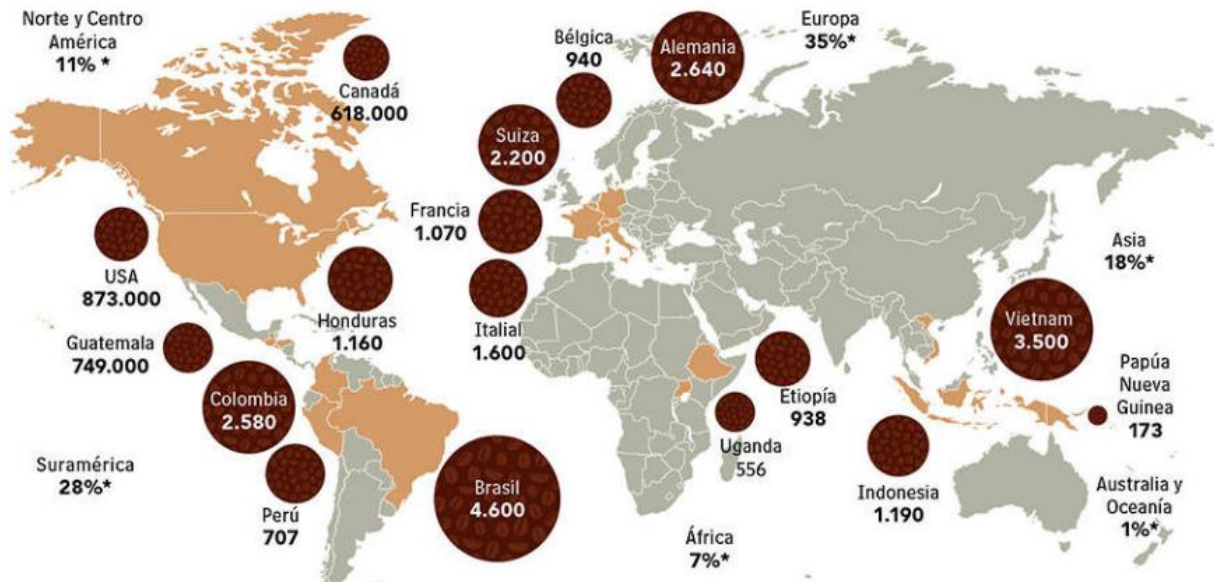 Norte y Centro
América
11% *
Canadá
618.000
Bélgica
940
Alemania
2.640
Europa
35%*
Suiza
2.200
Francia
1.070
USA
873.000
Honduras
1.160
Italial
1.600
Asia
18%*
Vietnam
3.500
Guatemala
749.000
Colombia
2.580
Etiopía
938
Uganda
556
Papúa
Nueva
Guinea
173
Suramérica
28%*
Perú
707
Brasil
4.600
Indonesia
1.190
África
7%*
Australia y
Oceanía
1%*